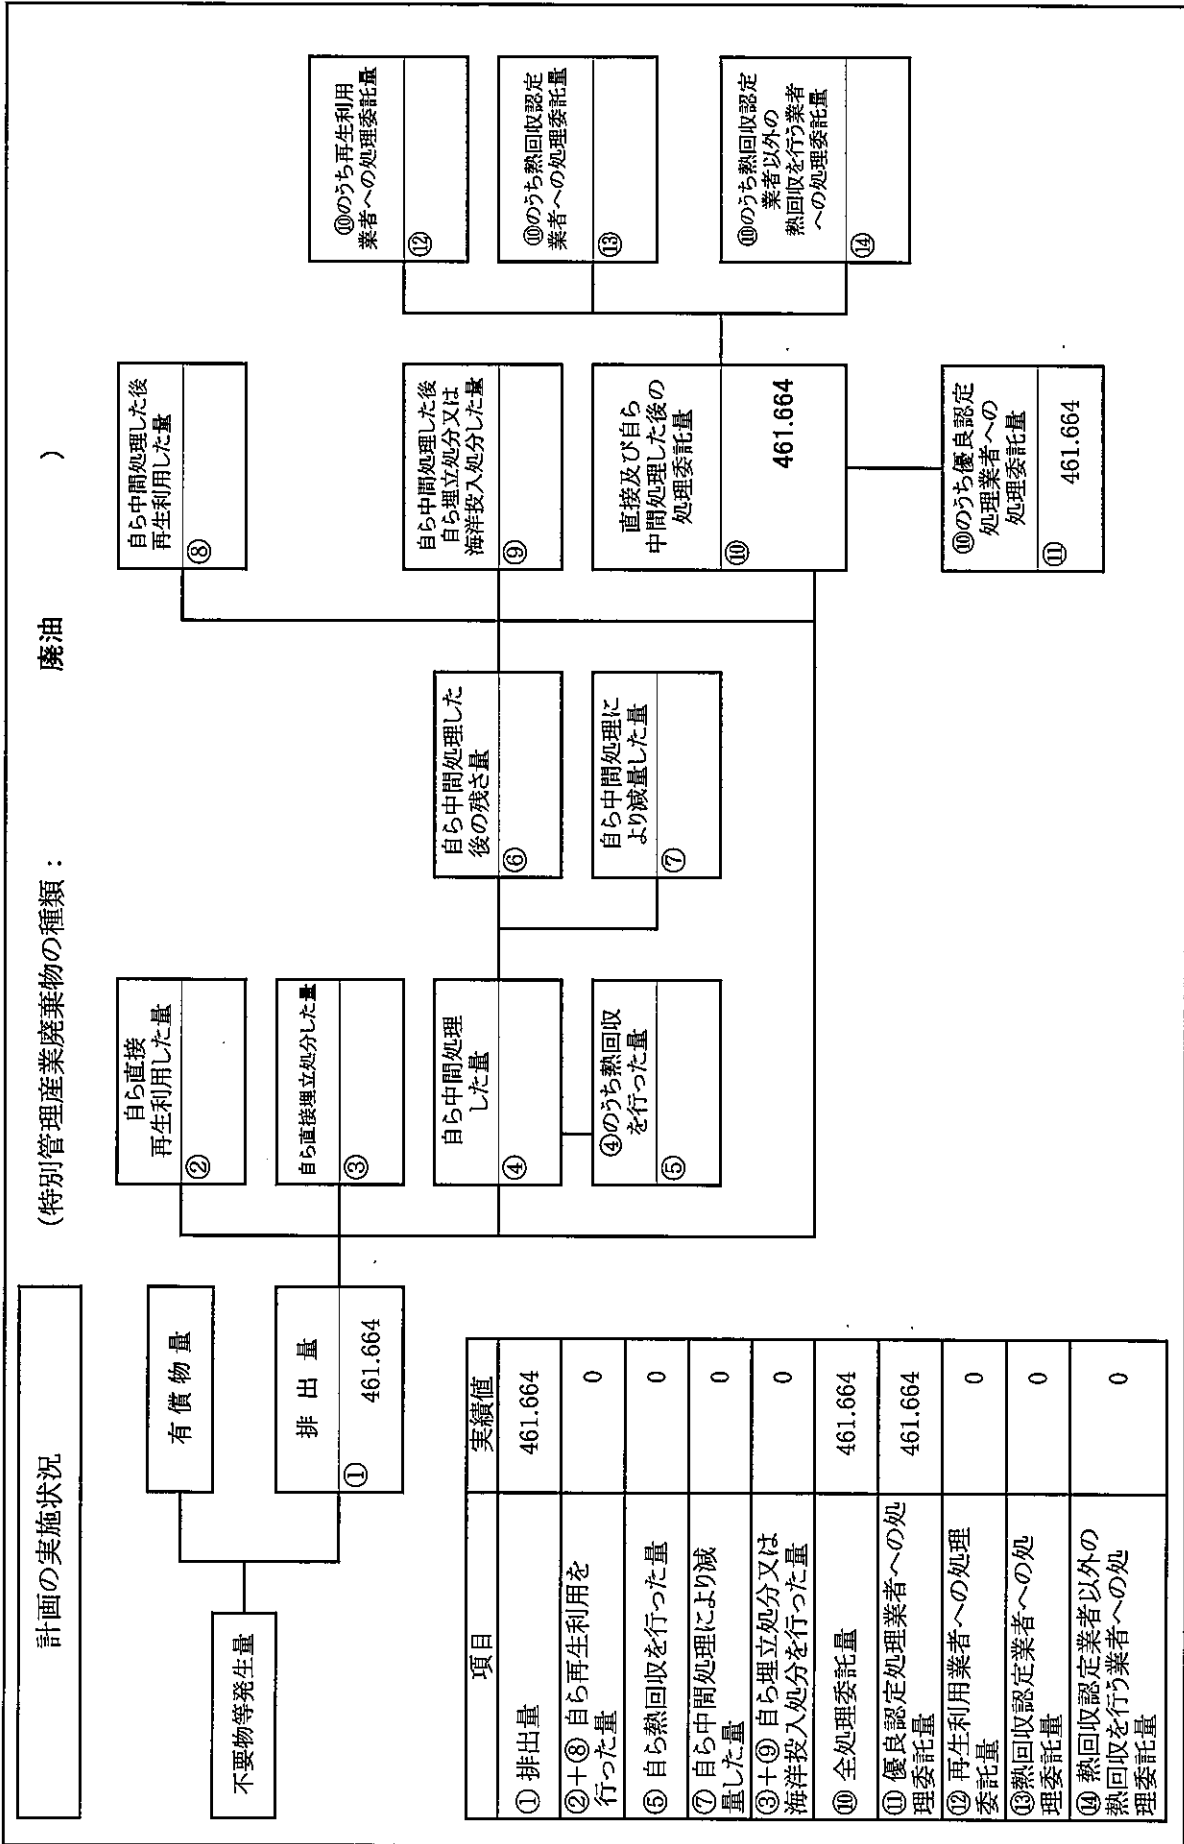 計画の実施状況
(特別管理産業廃棄物の種類： 廃油 )
不要物等発生量
有償物量
排出量
① 461.664
自ら直接
再生利用した量
②
自ら直接埋立処分した量
③
自ら中間処理
した量
④
④のうち熱回収
を行った量
⑤
自ら中間処理した
後の残さ量
⑥
自ら中間処理に
より減量した量
⑦
自ら中間処理した後
再生利用した量
⑧
自ら中間処理した後
自ら埋立処分又は
海洋投入処分した量
⑨
直接及び自ら
中間処理した後の
処理委託量
⑩ 461.664
⑩のうち優良認定
処理業者への
処理委託量
⑪ 461.664
⑩のうち再生利用
業者への処理委託量
⑫
⑩のうち熱回収認定
業者への処理委託量
⑬
⑩のうち熱回収認定
業者以外の
熱回収を行う業者
への処理委託量
⑭
項目 実績値
① 排出量 461.664
②＋⑧ 自ら再生利用を
行った量 0
⑤ 自ら熱回収を行った量 0
⑦ 自ら中間処理により減
量した量 0
③＋⑨ 自ら埋立処分又は
海洋投入処分を行った量 0
⑩ 全処理委託量 461.664
⑪ 優良認定処理業者への処
理委託量 461.664
⑫ 再生利用業者への処理
委託量 0
⑬熱回収認定業者への処
理委託量 0
⑭ 熱回収認定業者以外の
熱回収を行う業者への処
理委託量 0